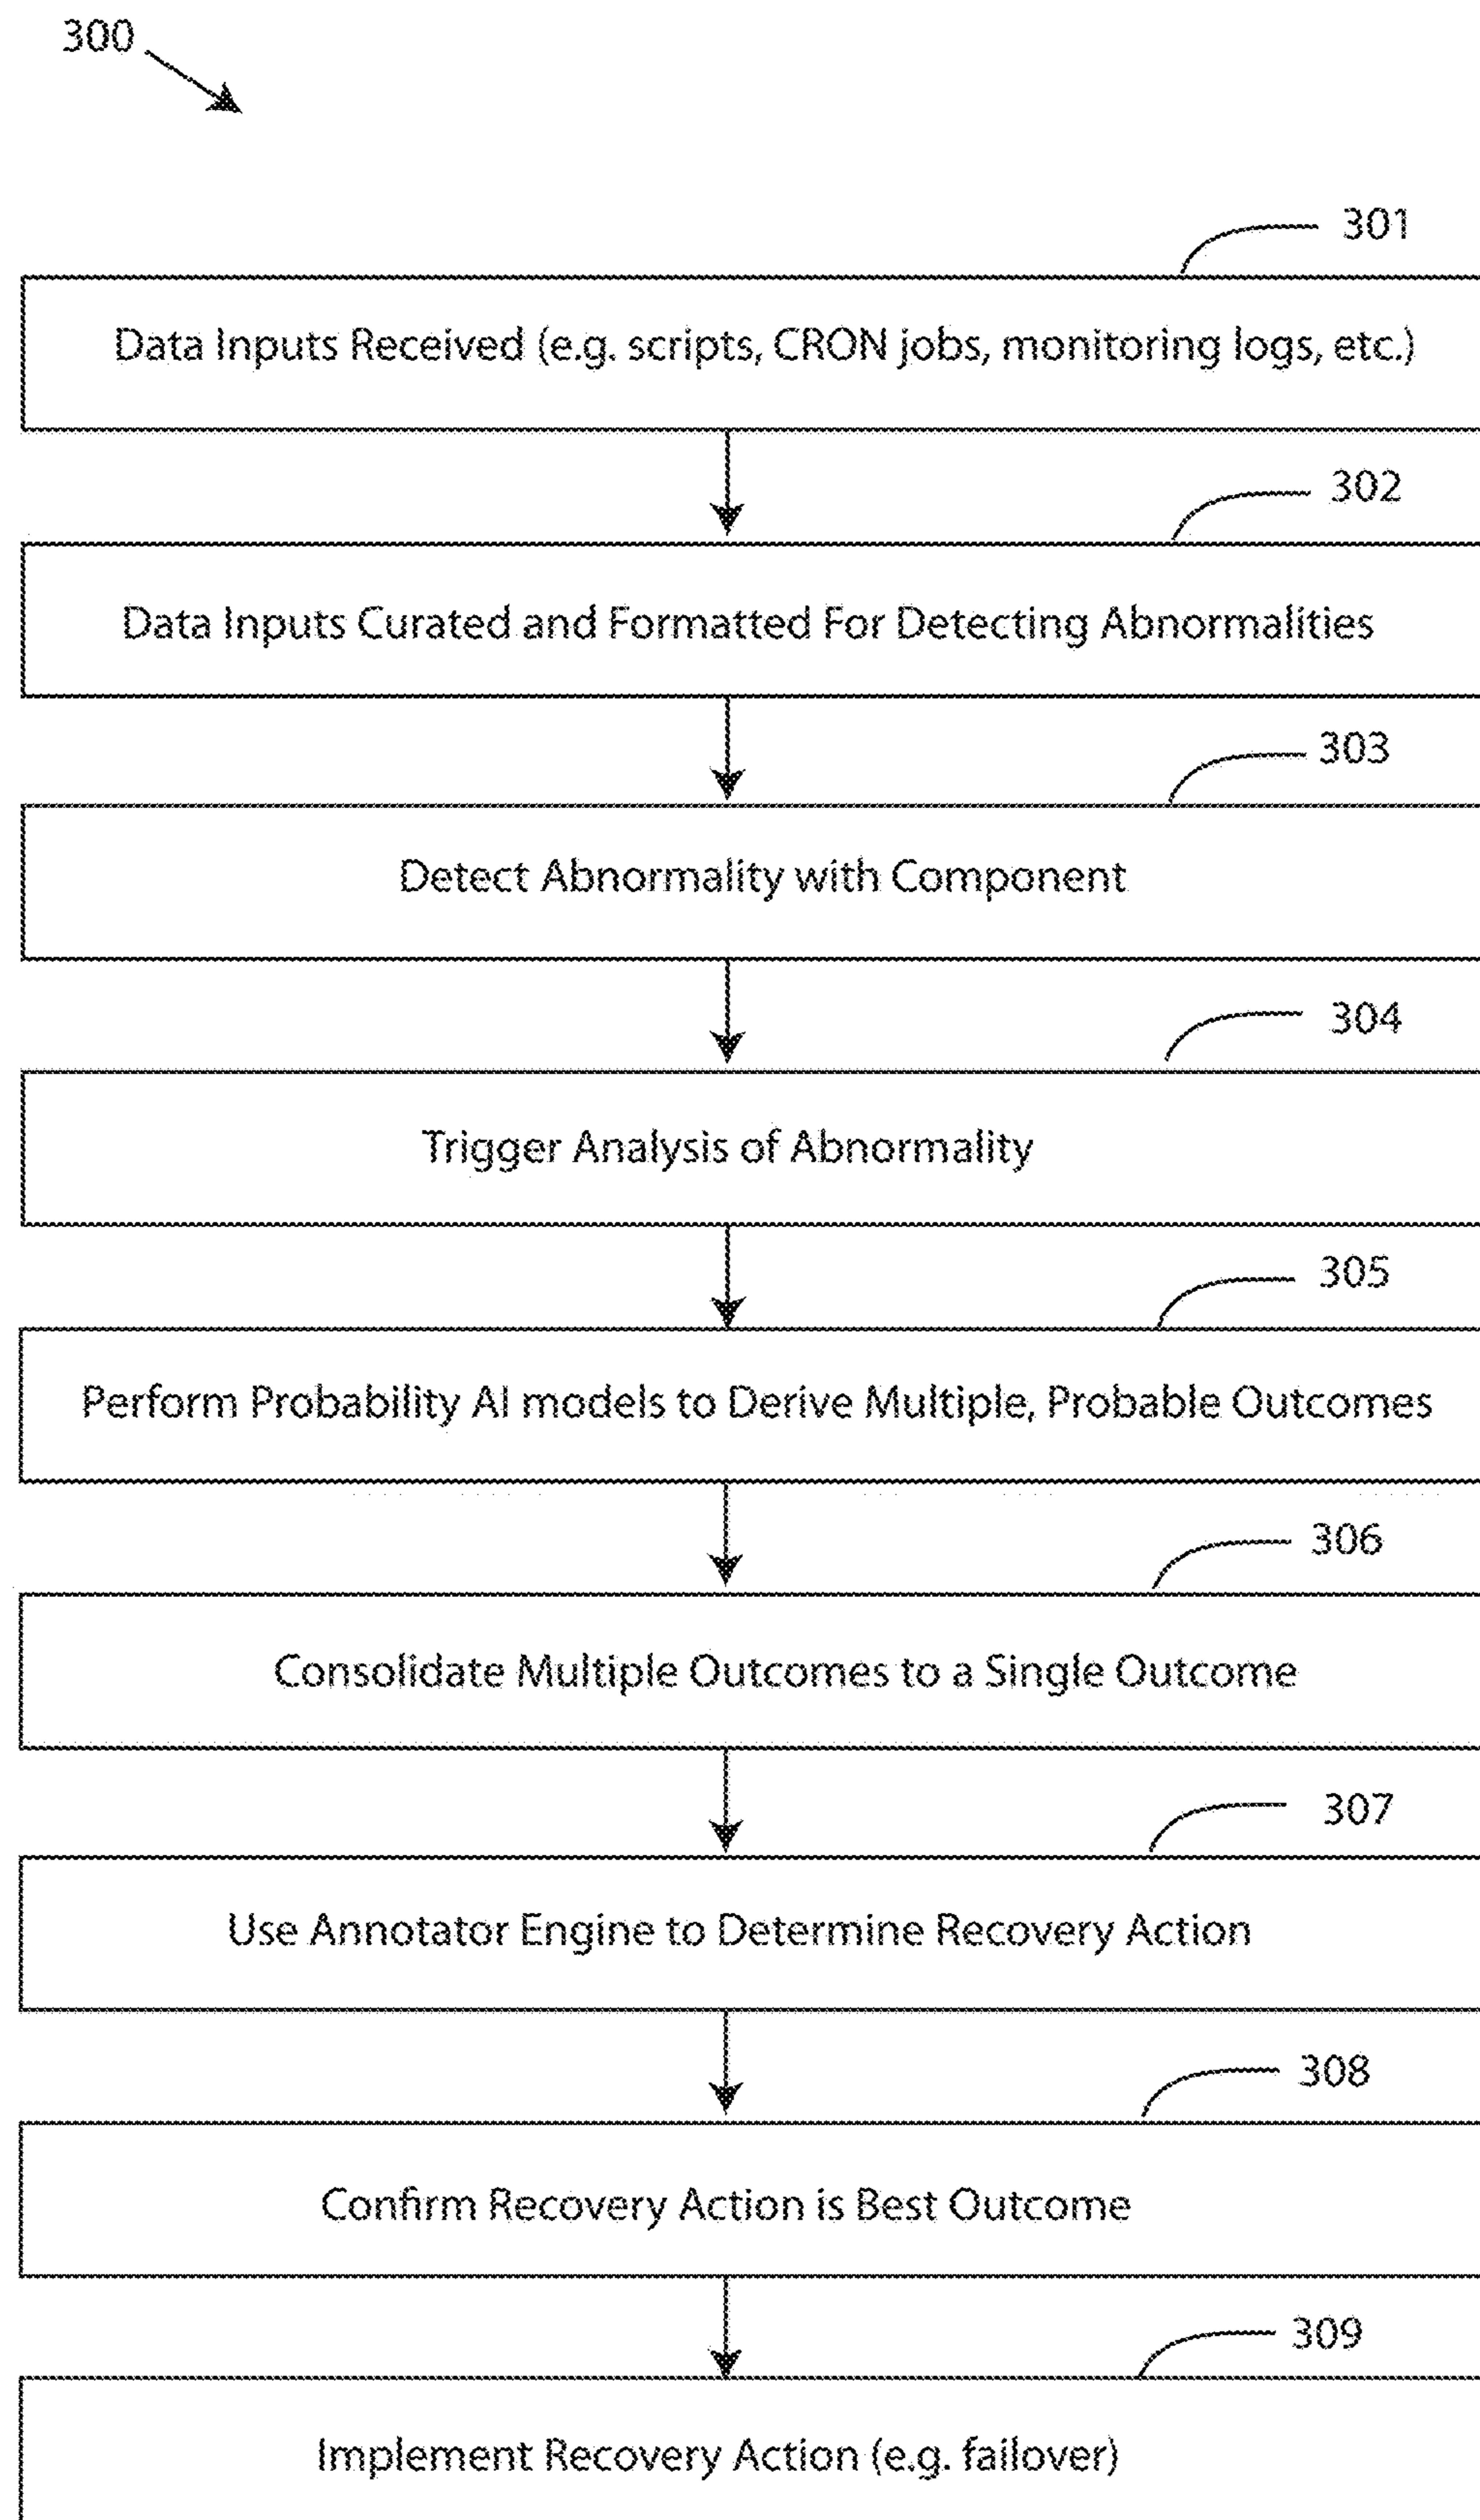 300
301
Data Inputs Received (e.g. scripts, CRON jobs, monitoring logs, etc.)
302
Data Inputs Curated and Formatted For Detecting Abnormalities
303
Detect Abnormality with Component
304
Trigger Analysis of Abnormality
305
Perform Probability AI models to Derive Multiple, Probable Outcomes
306
Consolidate Multiple Outcomes to a Single Outcome
307
Use Annotator Engine to Determine Recovery Action
308
Confirm Recovery Action is Best Outcome
309
Implement Recovery Action (e.g. failover)